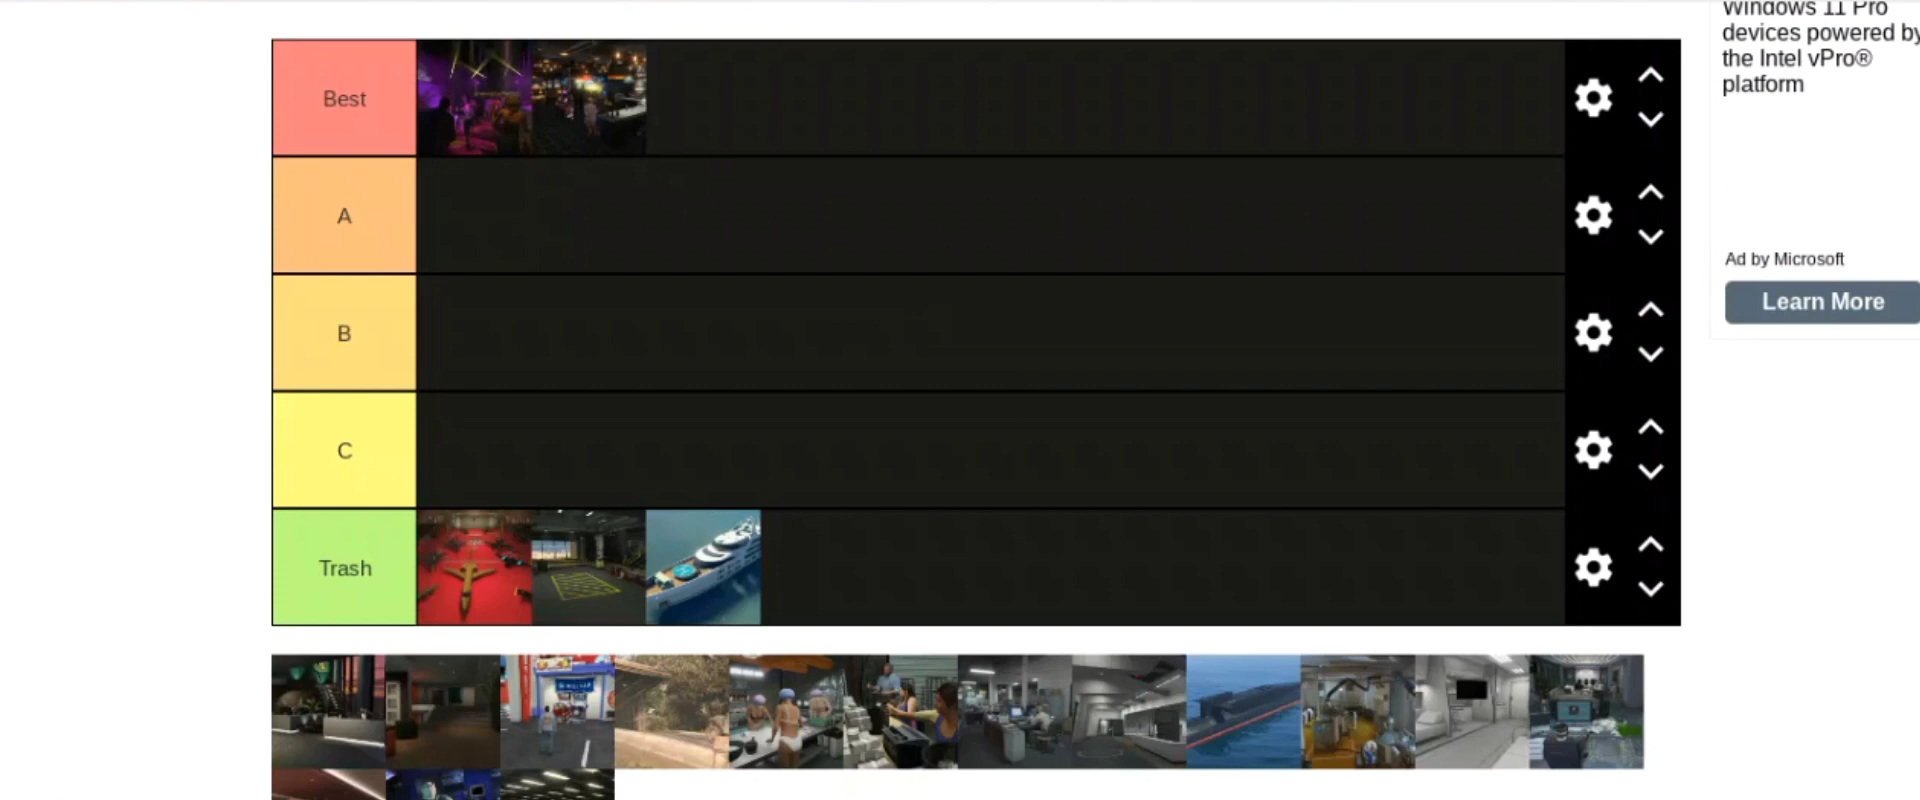 Windows 11 Pro
devices powered by
the Intel vPro®
platform
Ad by Microsoft
Learn More
Best
A
B
C
Trash